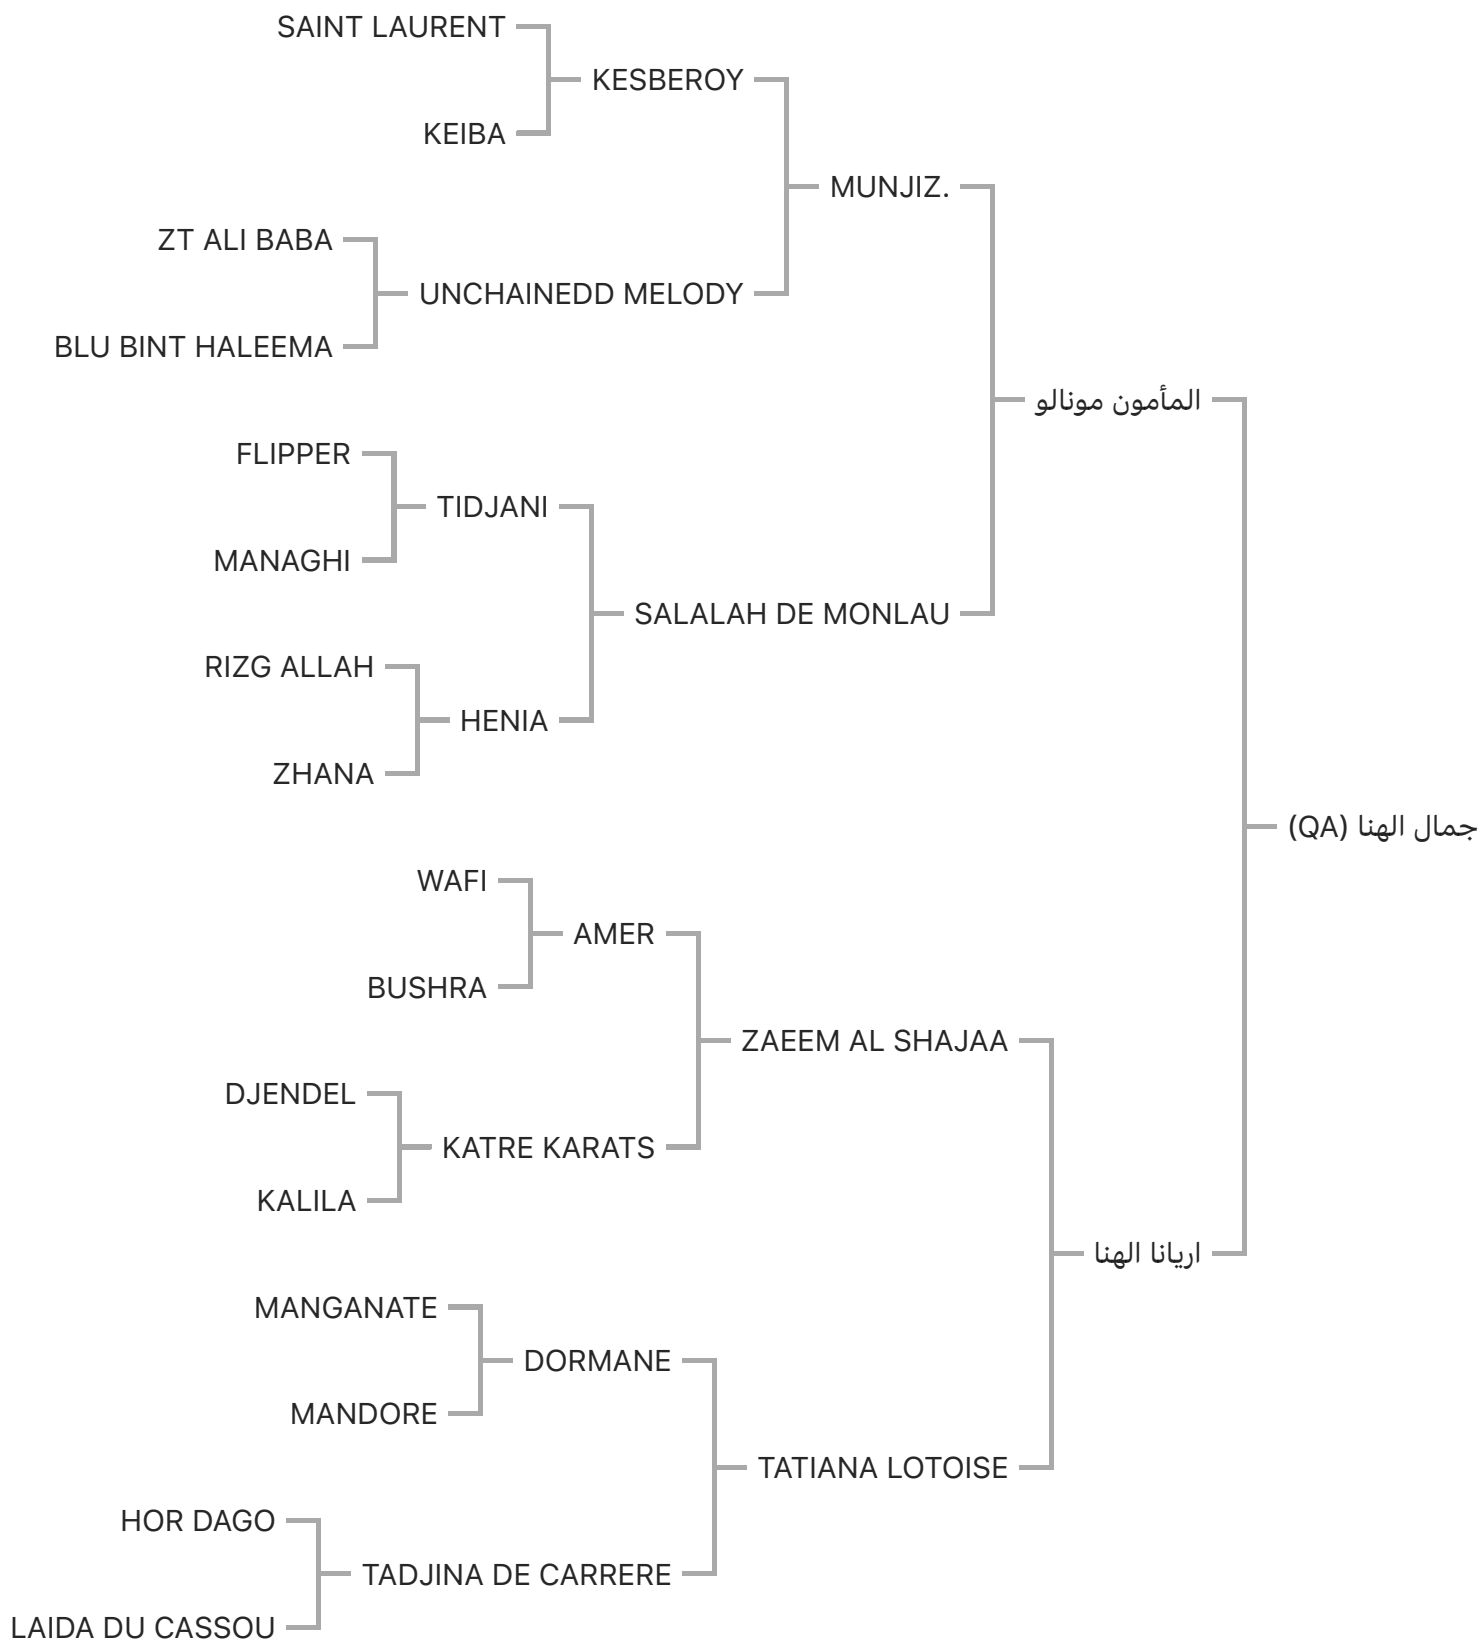 SAINT LAURENT
KESBEROY
KEIBA
MUNJIZ.
ZT ALI BABA
UNCHAINEDD MELODY
BLU BINT HALEEMA
المأمون مونالو
FLIPPER
TIDJANI
MANAGHI
SALALAH DE MONLAU
RIZG ALLAH
HENIA
ZHANA
جمال الهنا (QA)
WAFI
AMER
BUSHRA
ZAEEM AL SHAJAA
DJENDEL
KATRE KARATS
KALILA
اريانا الهنا
MANGANATE
DORMANE
MANDORE
TATIANA LOTOISE
HOR DAGO
TADJINA DE CARRERE
LAIDA DU CASSOU